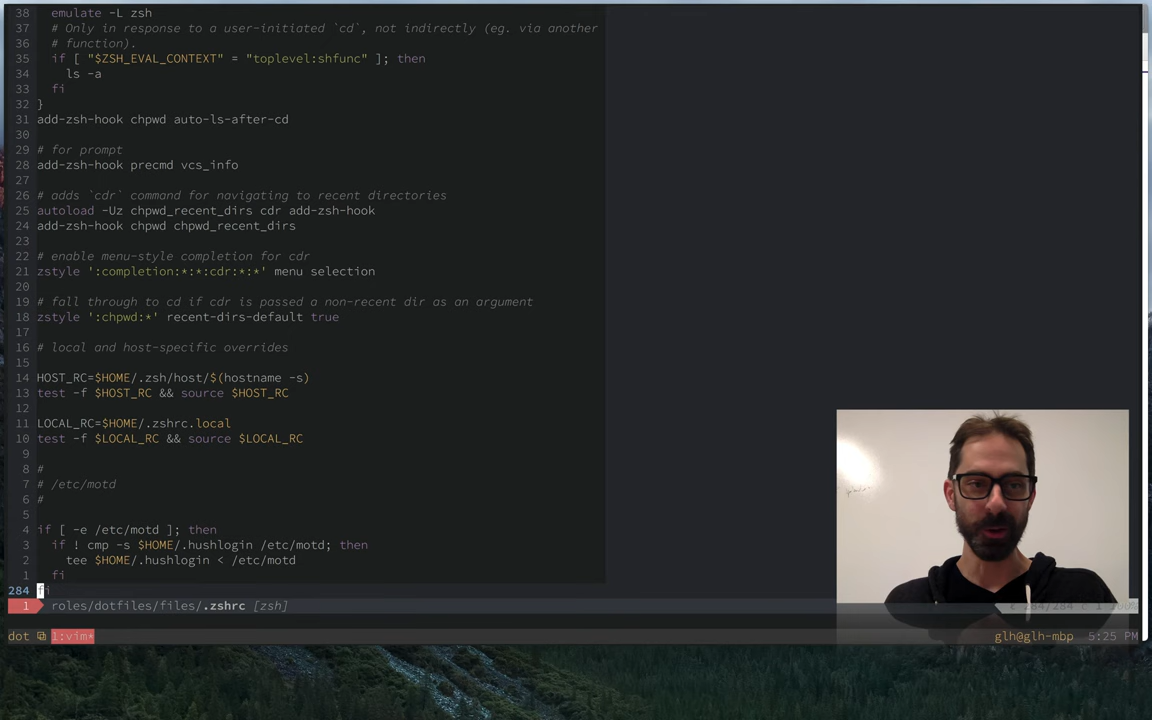 38   emulate -L zsh
37   # Only in response to a user-initiated `cd`, not indirectly (eg. via another
36   # function).
35   if [ "$ZSH_EVAL_CONTEXT" = "toplevel:shfunc" ]; then
34     ls -a
33   fi
32 }
31 add-zsh-hook chpwd auto-ls-after-cd
30
29 # for prompt
28 add-zsh-hook precmd vcs_info
27
26 # adds `cdr` command for navigating to recent directories
25 autoload -Uz chpwd_recent_dirs cdr add-zsh-hook
24 add-zsh-hook chpwd chpwd_recent_dirs
23
22 # enable menu-style completion for cdr
21 zstyle ':completion:*:*:cdr:*:*' menu selection
20
19 # fall through to cd if cdr is passed a non-recent dir as an argument
18 zstyle ':chpwd:*' recent-dirs-default true
17
16 # local and host-specific overrides
15
14 HOST_RC=$HOME/.zsh/host/$(hostname -s)
13 test -f $HOST_RC && source $HOST_RC
12
11 LOCAL_RC=$HOME/.zshrc.local
10 test -f $LOCAL_RC && source $LOCAL_RC
9
8 #
7 # /etc/motd
6 #
5
4 if [ -e /etc/motd ]; then
3   if ! cmp -s $HOME/.hushlogin /etc/motd; then
2     tee $HOME/.hushlogin < /etc/motd
1   fi
284 fi
1 roles/dotfiles/files/.zshrc [zsh] 284/284
dot 1:vim* glh@glh-mbp 5:25 PM